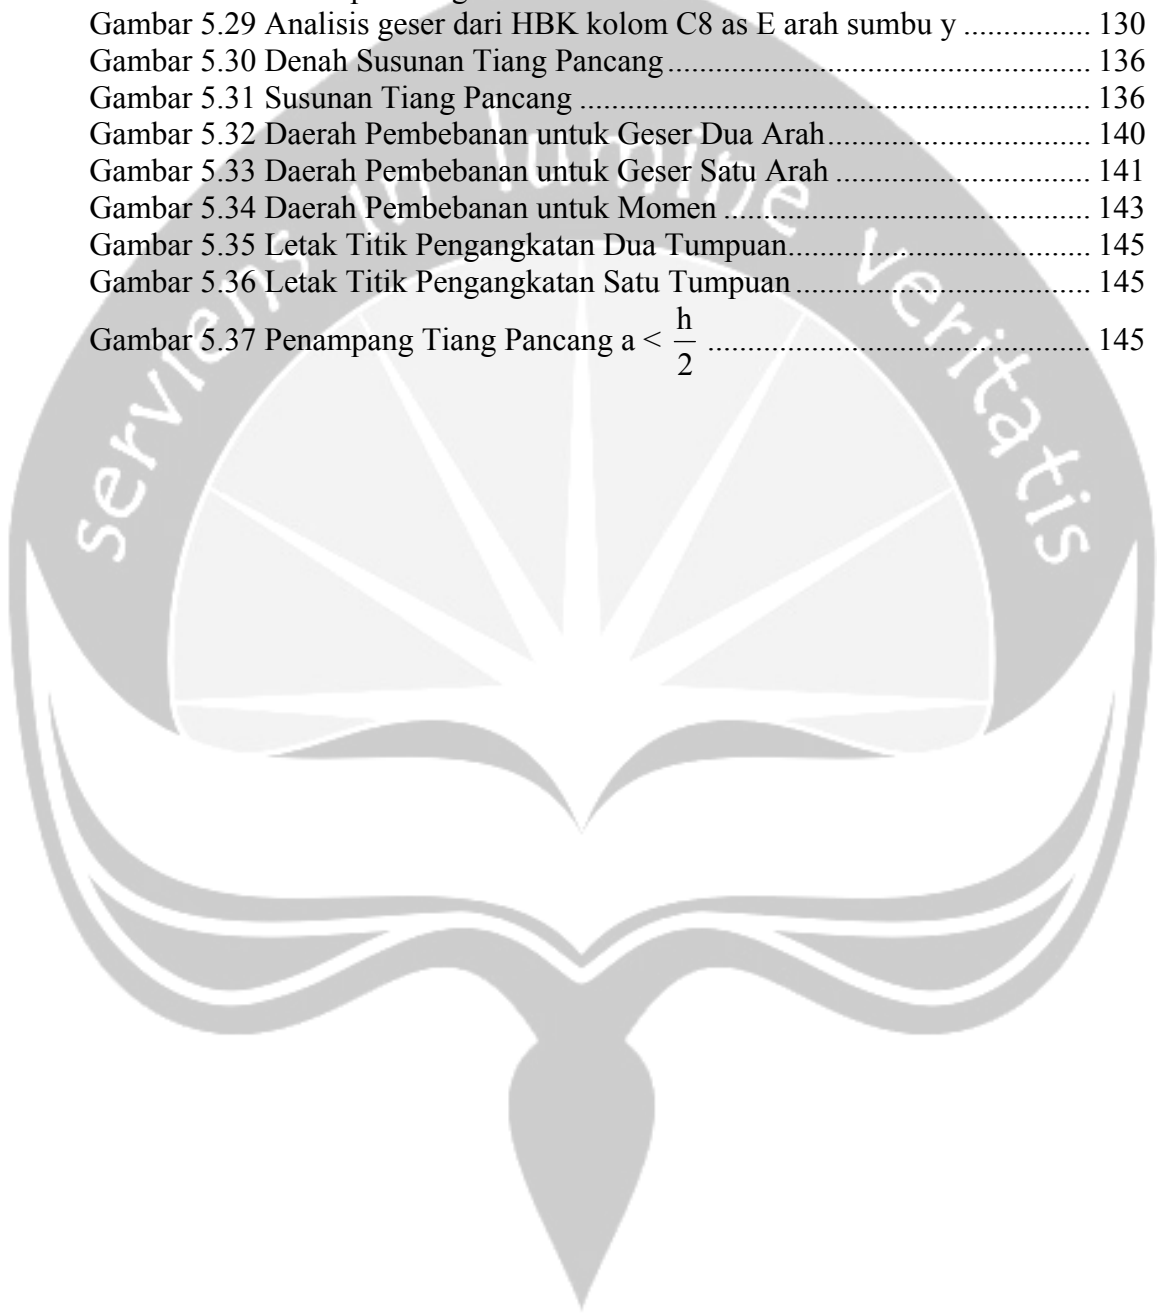 Gambar 5.29 Analisis geser dari HBK kolom C8 as E arah sumbu y ................ 130
Gambar 5.30 Denah Susunan Tiang Pancang ..................................................... 136
Gambar 5.31 Susunan Tiang Pancang ................................................................ 136
Gambar 5.32 Daerah Pembebanan untuk Geser Dua Arah................................. 140
Gambar 5.33 Daerah Pembebanan untuk Geser Satu Arah ................................ 141
Gambar 5.34 Daerah Pembebanan untuk Momen .............................................. 143
Gambar 5.35 Letak Titik Pengangkatan Dua Tumpuan...................................... 145
Gambar 5.36 Letak Titik Pengangkatan Satu Tumpuan ..................................... 145
Gambar 5.37 Penampang Tiang Pancang a < h/2 ................................................ 145
serviens in lumine veritatis